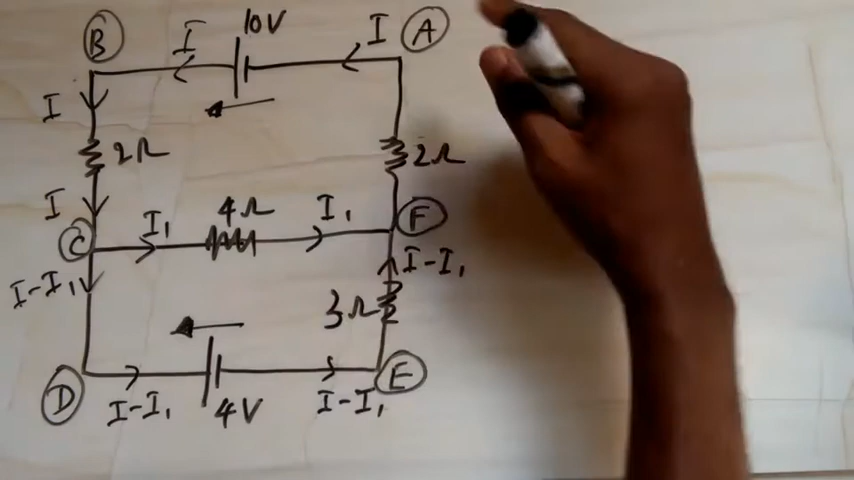 B I 10V I A
I 2Ω 2Ω
I I₁ 4Ω I₁ F
C
I-I₁ I-I₁
3Ω
D I-I₁ 4V I-I₁ E